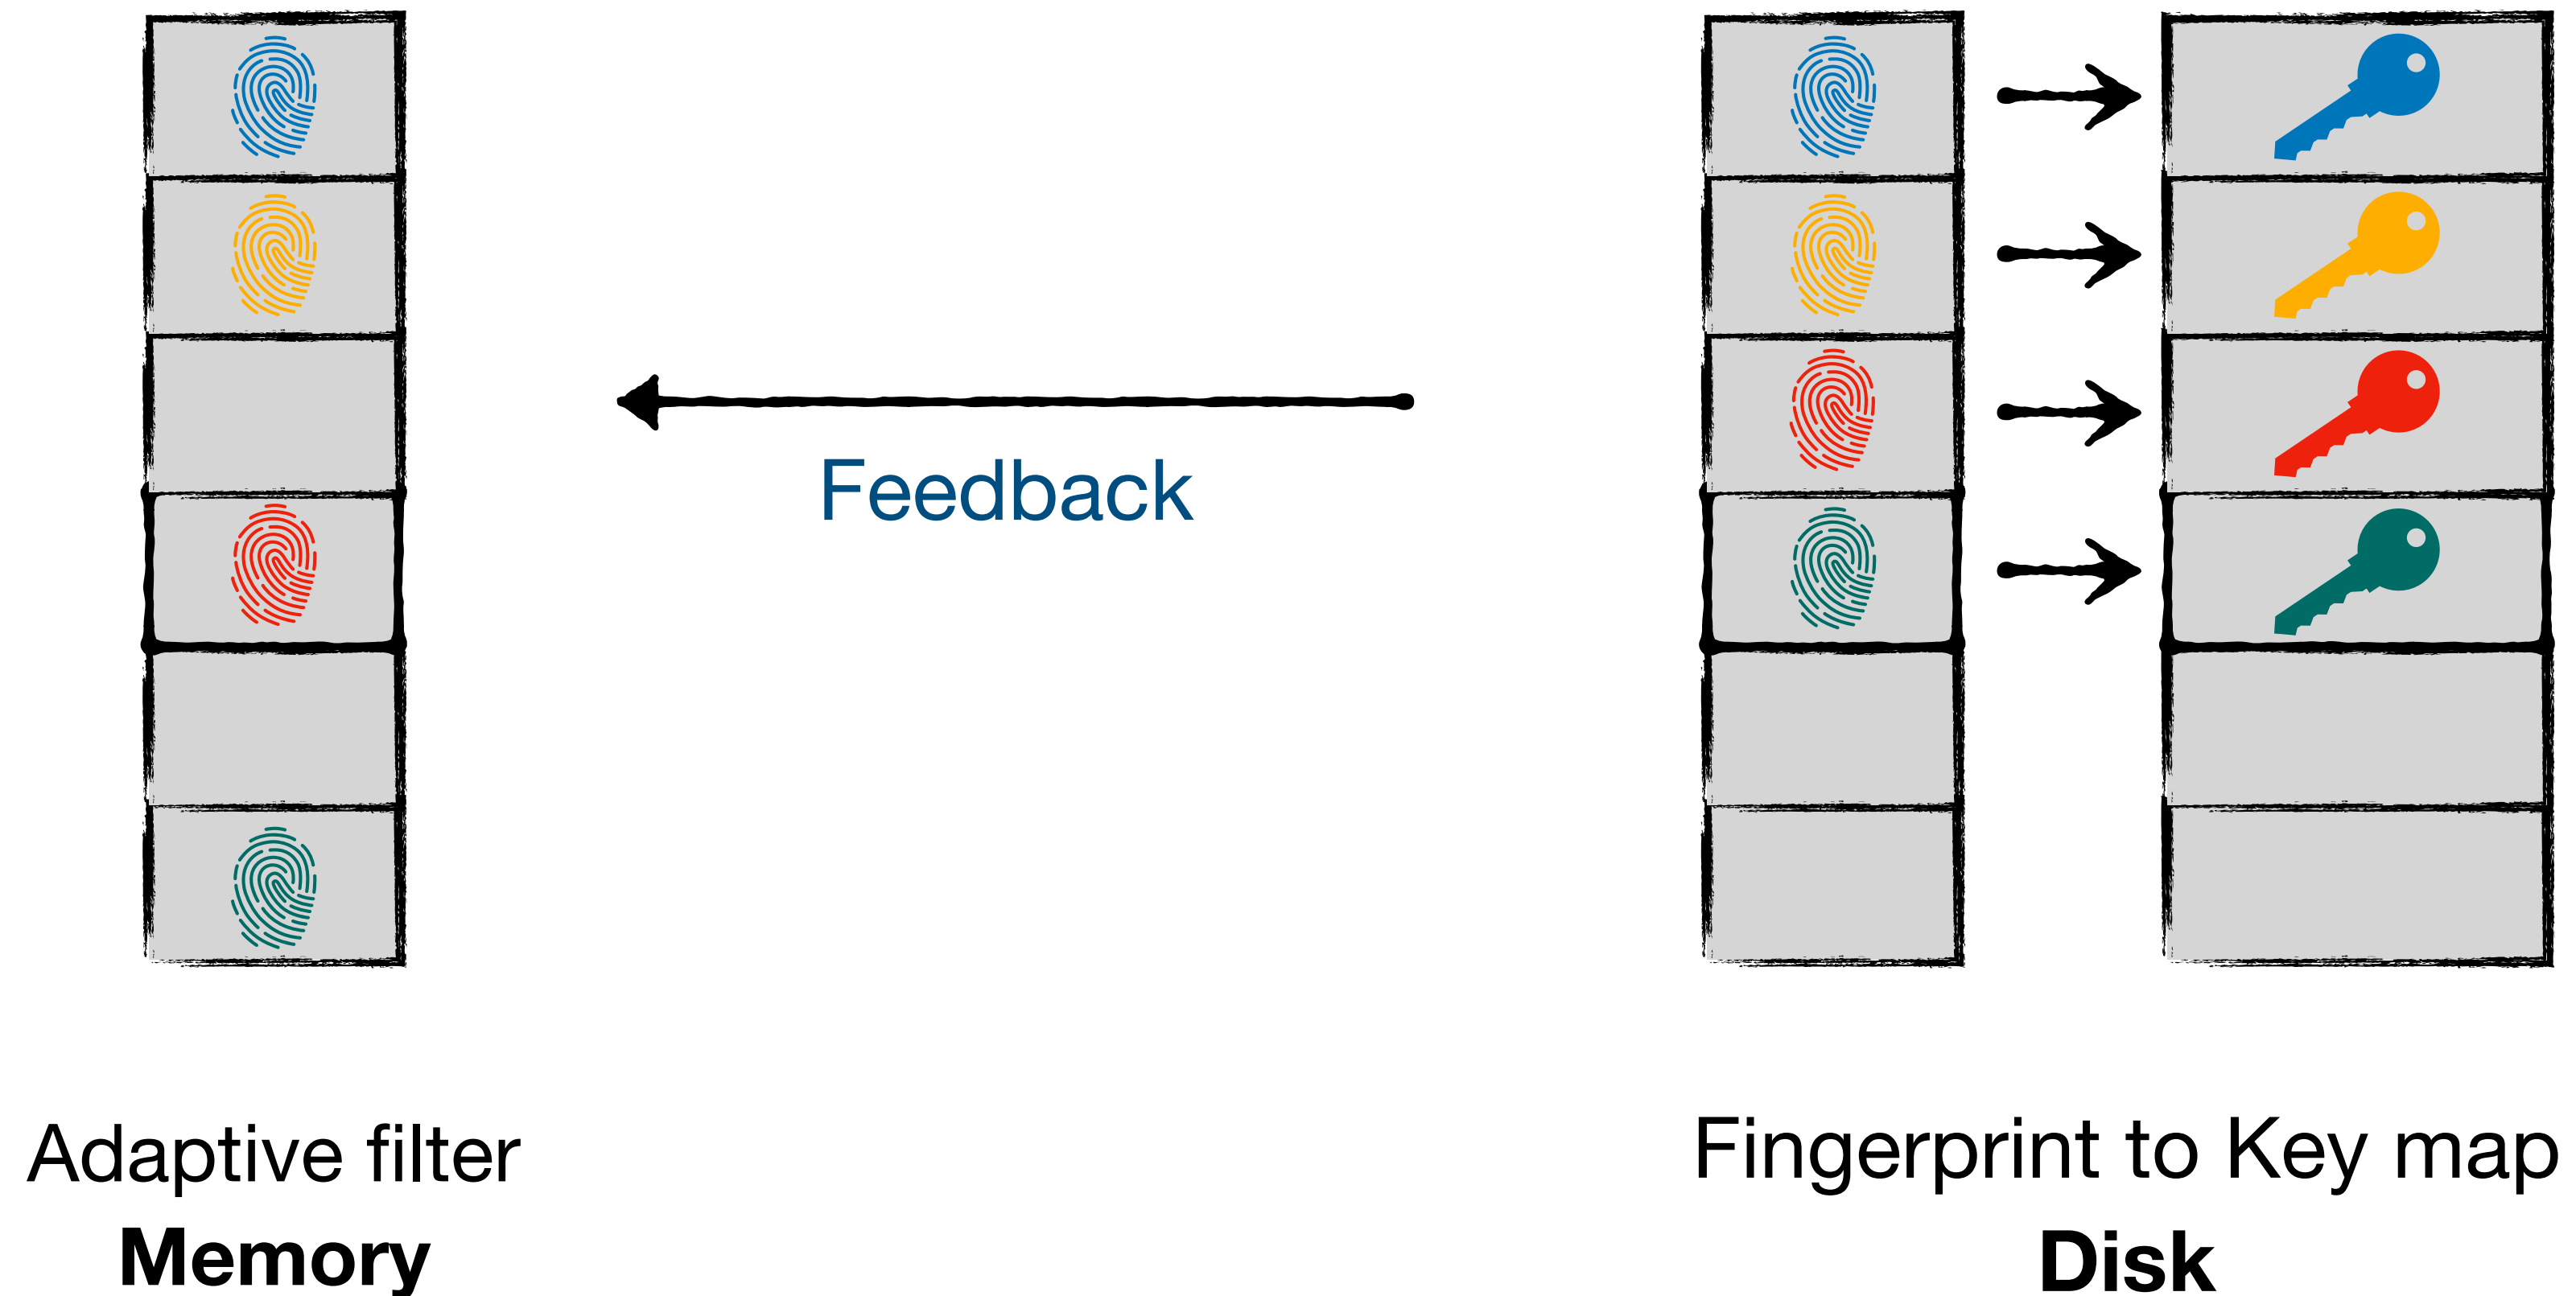 Feedback
Adaptive filter
Memory
Fingerprint to Key map
Disk